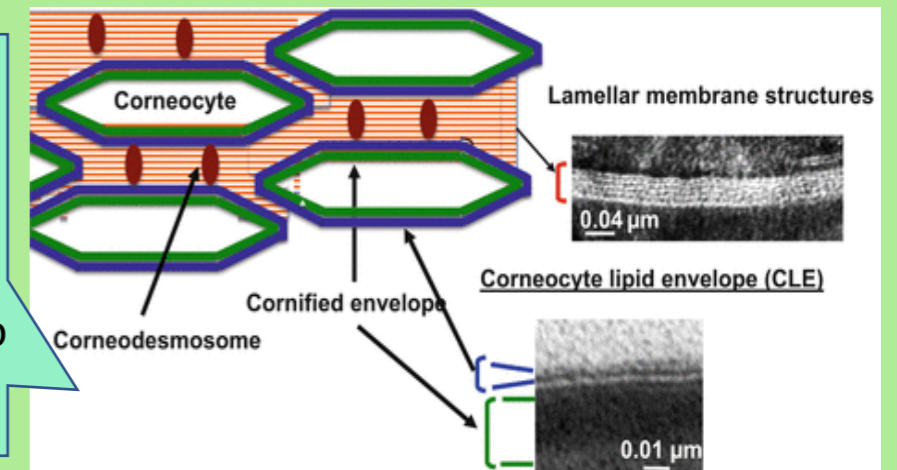 Corneocyte
Lamellar membrane structures
0.04 µm
Corneocyte lipid envelope (CLE)
Cornified envelope
Corneodesmosome
0.01 µm